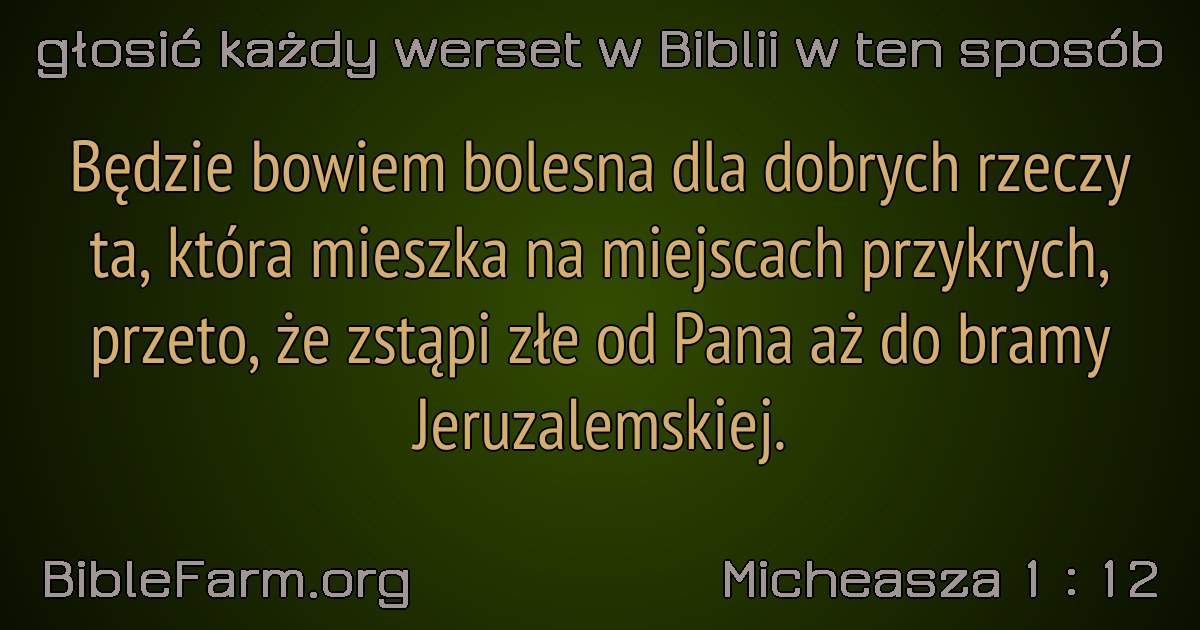 głosić każdy werset w Biblii w ten sposób
Będzie bowiem bolesna dla dobrych rzeczy
ta, która mieszka na miejscach przykrych,
przeto, że zstąpi złe od Pana aż do bramy
Jeruzalemskiej.
BibleFarm.org
Micheasza 1 : 12